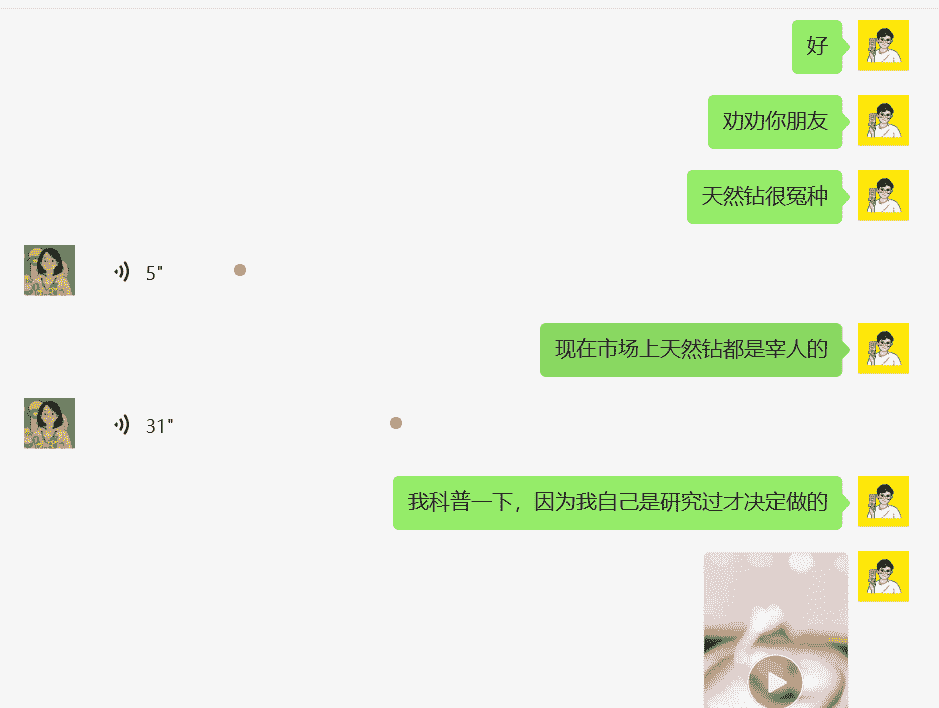 好
劝劝你朋友
天然钻很冤种
5"
现在市场上天然钻都是宰人的
31"
我科普一下，因为我自己是研究过才决定做的